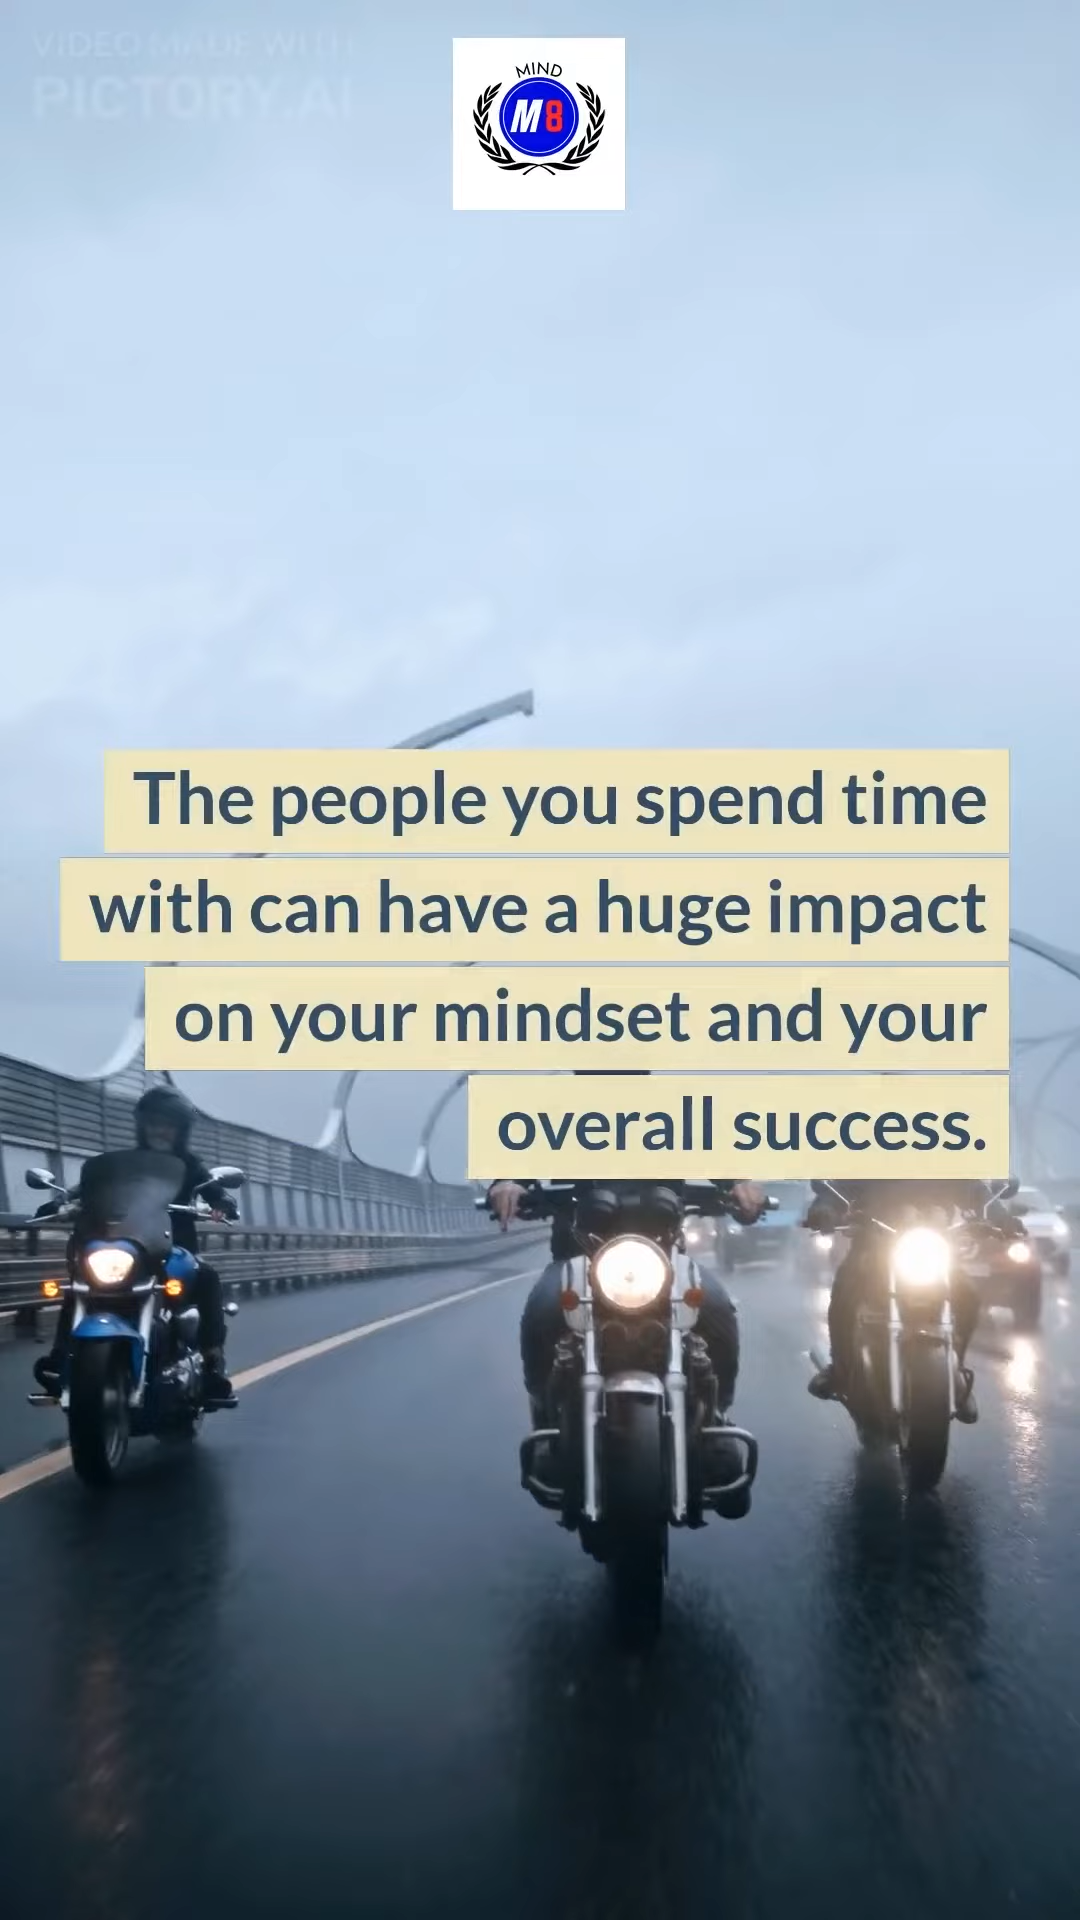 VIDEO MADE WITH
PICTORY.AI
MIND
M8
The people you spend time
with can have a huge impact
on your mindset and your
overall success.